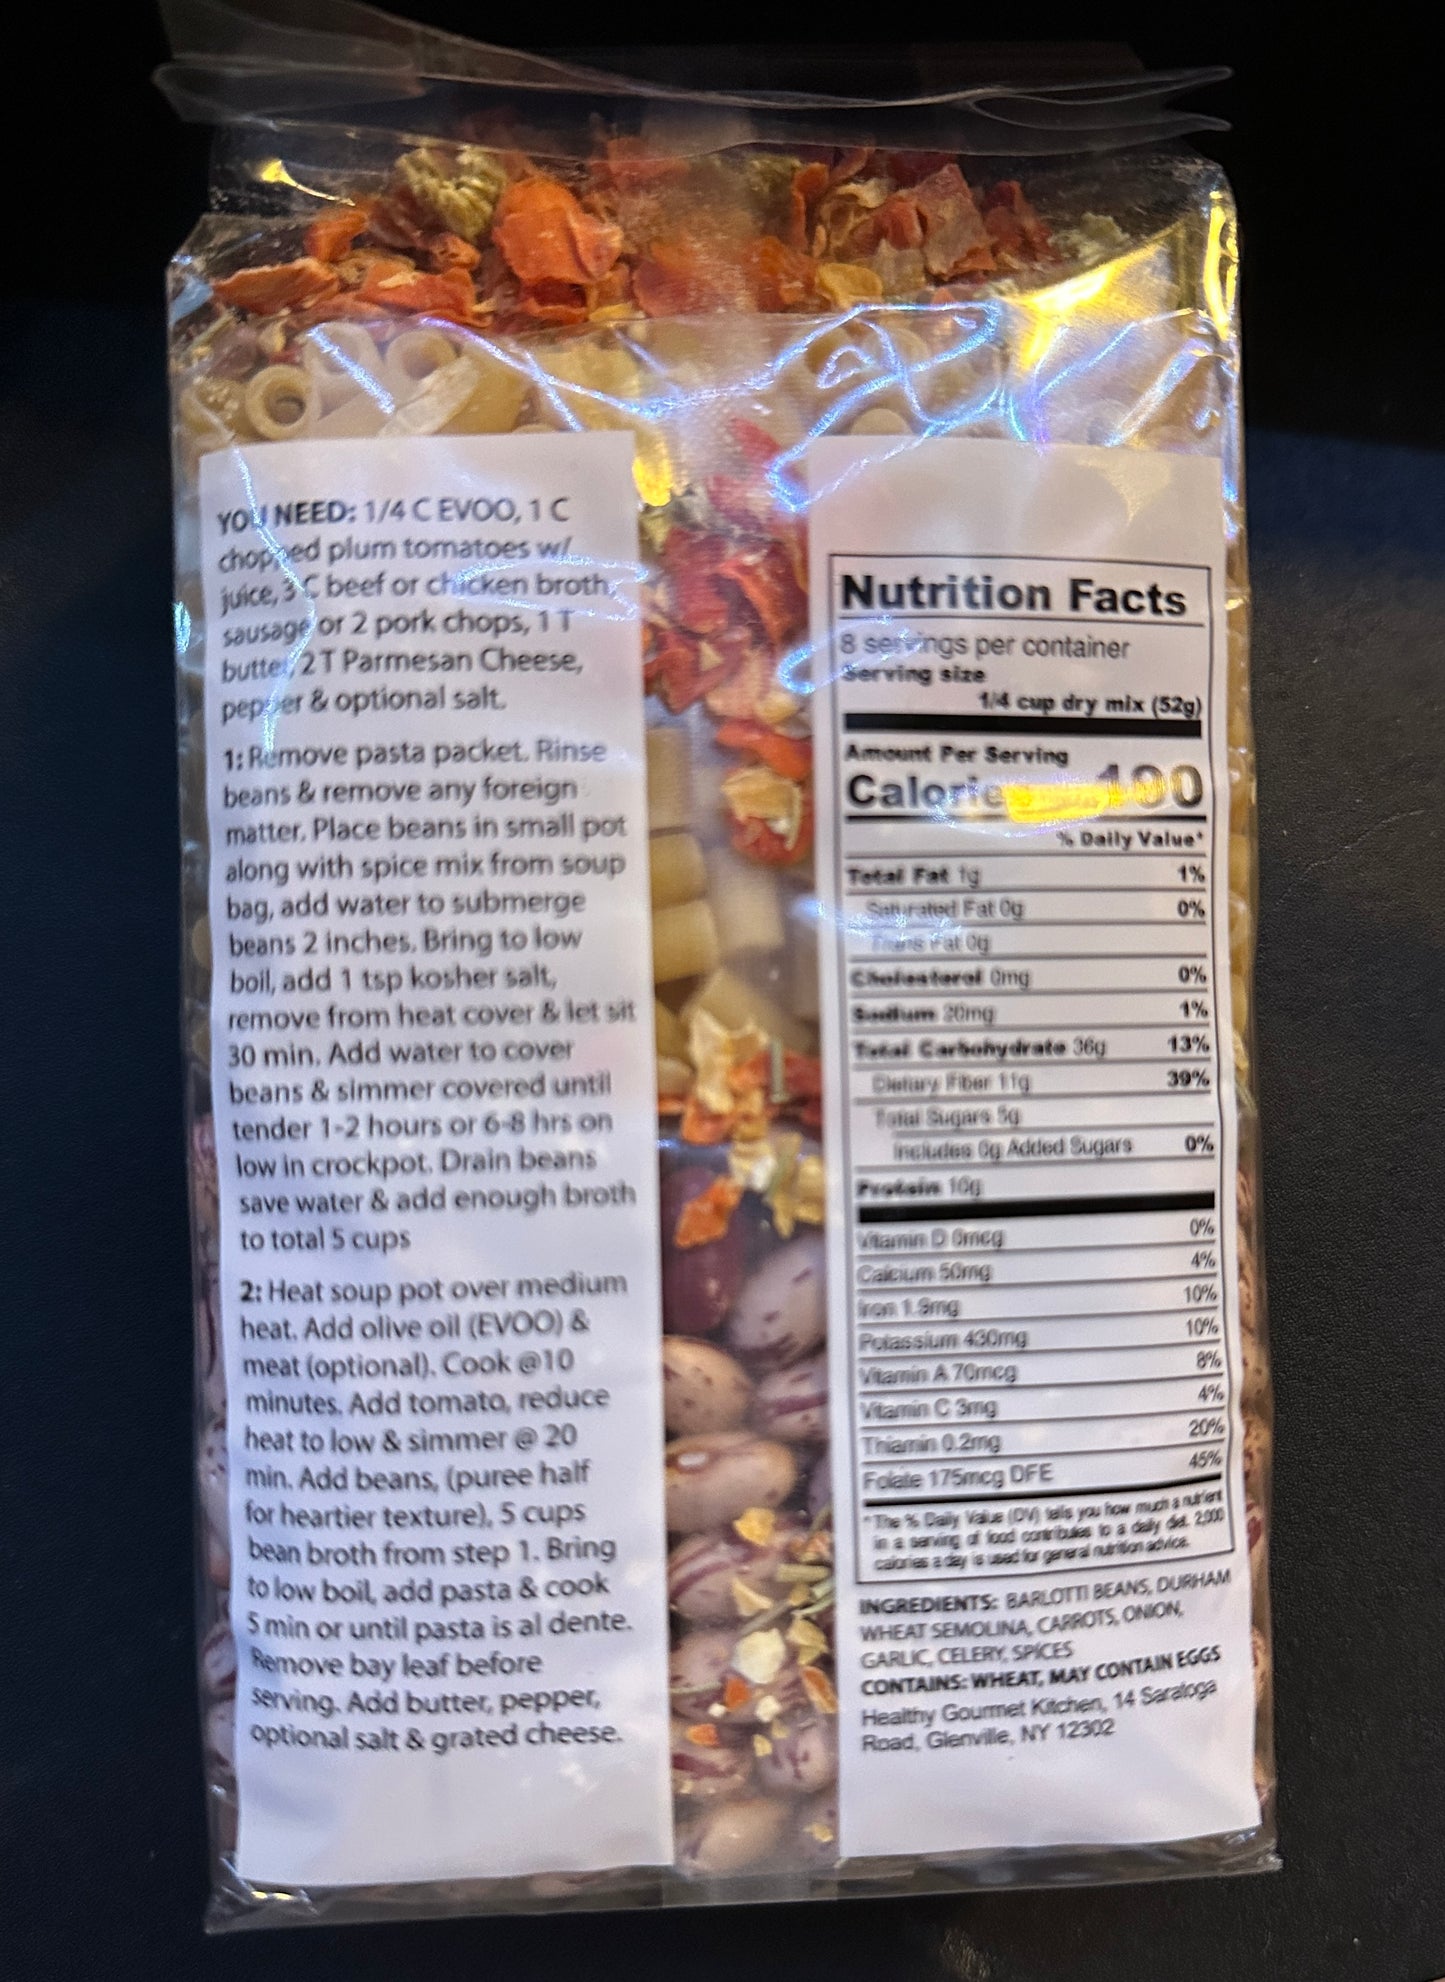 YOU NEED: 1/4 C EVOO, 1 C
chopped plum tomatoes w/
juice, 3 C beef or chicken broth,
sausage or 2 pork chops, 1 T
butter, 2 T Parmesan Cheese,
pepper & optional salt.
1: Remove pasta packet. Rinse
beans & remove any foreign
matter. Place beans in small pot
along with spice mix from soup
bag, add water to submerge
beans 2 inches. Bring to low
boil, add 1 tsp kosher salt,
remove from heat cover & let sit
30 min. Add water to cover
beans & simmer covered until
tender 1-2 hours or 6-8 hrs on
low in crockpot. Drain beans
save water & add enough broth
to total 5 cups
2: Heat soup pot over medium
heat. Add olive oil (EVOO) &
meat (optional). Cook @10
minutes. Add tomato, reduce
heat to low & simmer @ 20
min. Add beans, (puree half
for heartier texture), 5 cups
bean broth from step 1. Bring
to low boil, add pasta & cook
5 min or until pasta is al dente.
Remove bay leaf before
serving. Add butter, pepper,
optional salt & grated cheese.
Nutrition Facts
8 servings per container
Serving size
1/4 cup dry mix (52g)
Amount Per Serving
Calories
% Daily Value*
Total Fat 1g 1%
Saturated Fat 0g 0%
Trans Fat 0g
Cholesterol 0mg 0%
Sodium 20mg 1%
Total Carbohydrate 36g 13%
Dietary Fiber 11g 39%
Total Sugars 5g
Includes 0g Added Sugars 0%
Protein 10g
Vitamin D 0mcg 0%
Calcium 50mg 4%
Iron 1.9mg 10%
Potassium 430mg 10%
Vitamin A 70mcg 8%
Vitamin C 3mg 4%
Thiamin 0.2mg 20%
Folate 175mcg DFE 45%
*The % Daily Value (DV) tells you how much a nutrient
in a serving of food contributes to a daily diet. 2,000
calories a day is used for general nutrition advice.
INGREDIENTS: BARLOTTI BEANS, DURHAM
WHEAT SEMOLINA, CARROTS, ONION,
GARLIC, CELERY, SPICES
CONTAINS: WHEAT, MAY CONTAIN EGGS
Healthy Gourmet Kitchen, 14 Saratoga
Road, Glenville, NY 12302